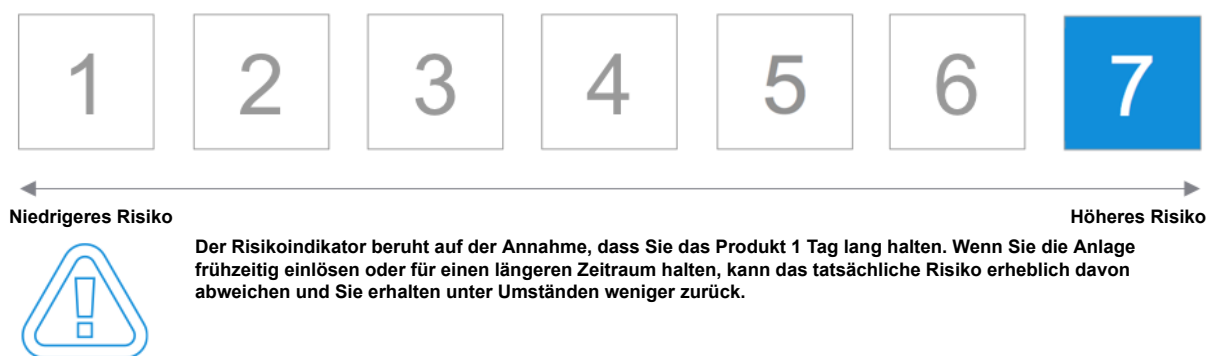 1 2 3 4 5 6 7
Niedrigeres Risiko Höheres Risiko
Der Risikoindikator beruht auf der Annahme, dass Sie das Produkt 1 Tag lang halten. Wenn Sie die Anlage
frühzeitig einlösen oder für einen längeren Zeitraum halten, kann das tatsächliche Risiko erheblich davon
abweichen und Sie erhalten unter Umständen weniger zurück.